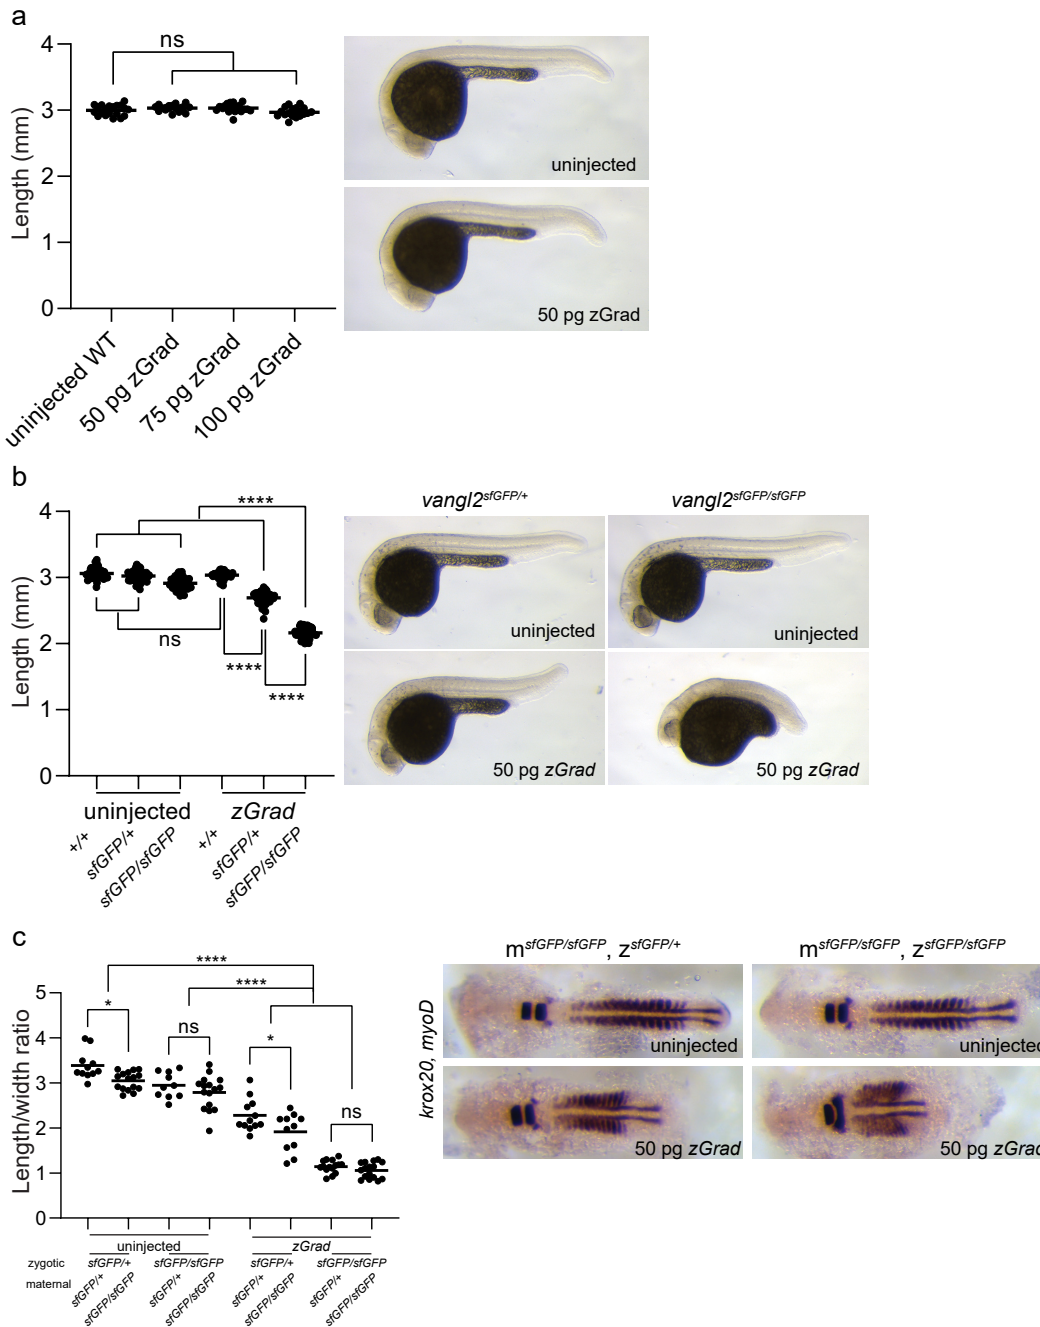 a
ns
4
3
2
1
0
Length (mm)
uninjected WT
50 pg zGrad
75 pg zGrad
100 pg zGrad
uninjected
50 pg zGrad
b
****
4
3
2
1
0
Length (mm)
ns
****
****
uninjected
zGrad
+/+
sfGFP/+
sfGFP/sfGFP
+/+
sfGFP/+
sfGFP/sfGFP
vangl2sfGFP/+
vangl2sfGFP/sfGFP
uninjected
uninjected
50 pg zGrad
50 pg zGrad
c
****
****
*
ns
*
ns
5
4
3
2
1
0
Length/width ratio
uninjected
zGrad
zygotic
sfGFP/+
sfGFP/sfGFP
sfGFP/+
sfGFP/sfGFP
maternal
sfGFP/+
sfGFP/sfGFP
sfGFP/+
sfGFP/sfGFP
sfGFP/+
sfGFP/sfGFP
sfGFP/+
sfGFP/sfGFP
msfGFP/sfGFP, zsfGFP/+
msfGFP/sfGFP, zsfGFP/sfGFP
krox20, myoD
uninjected
uninjected
50 pg zGrad
50 pg zGrad